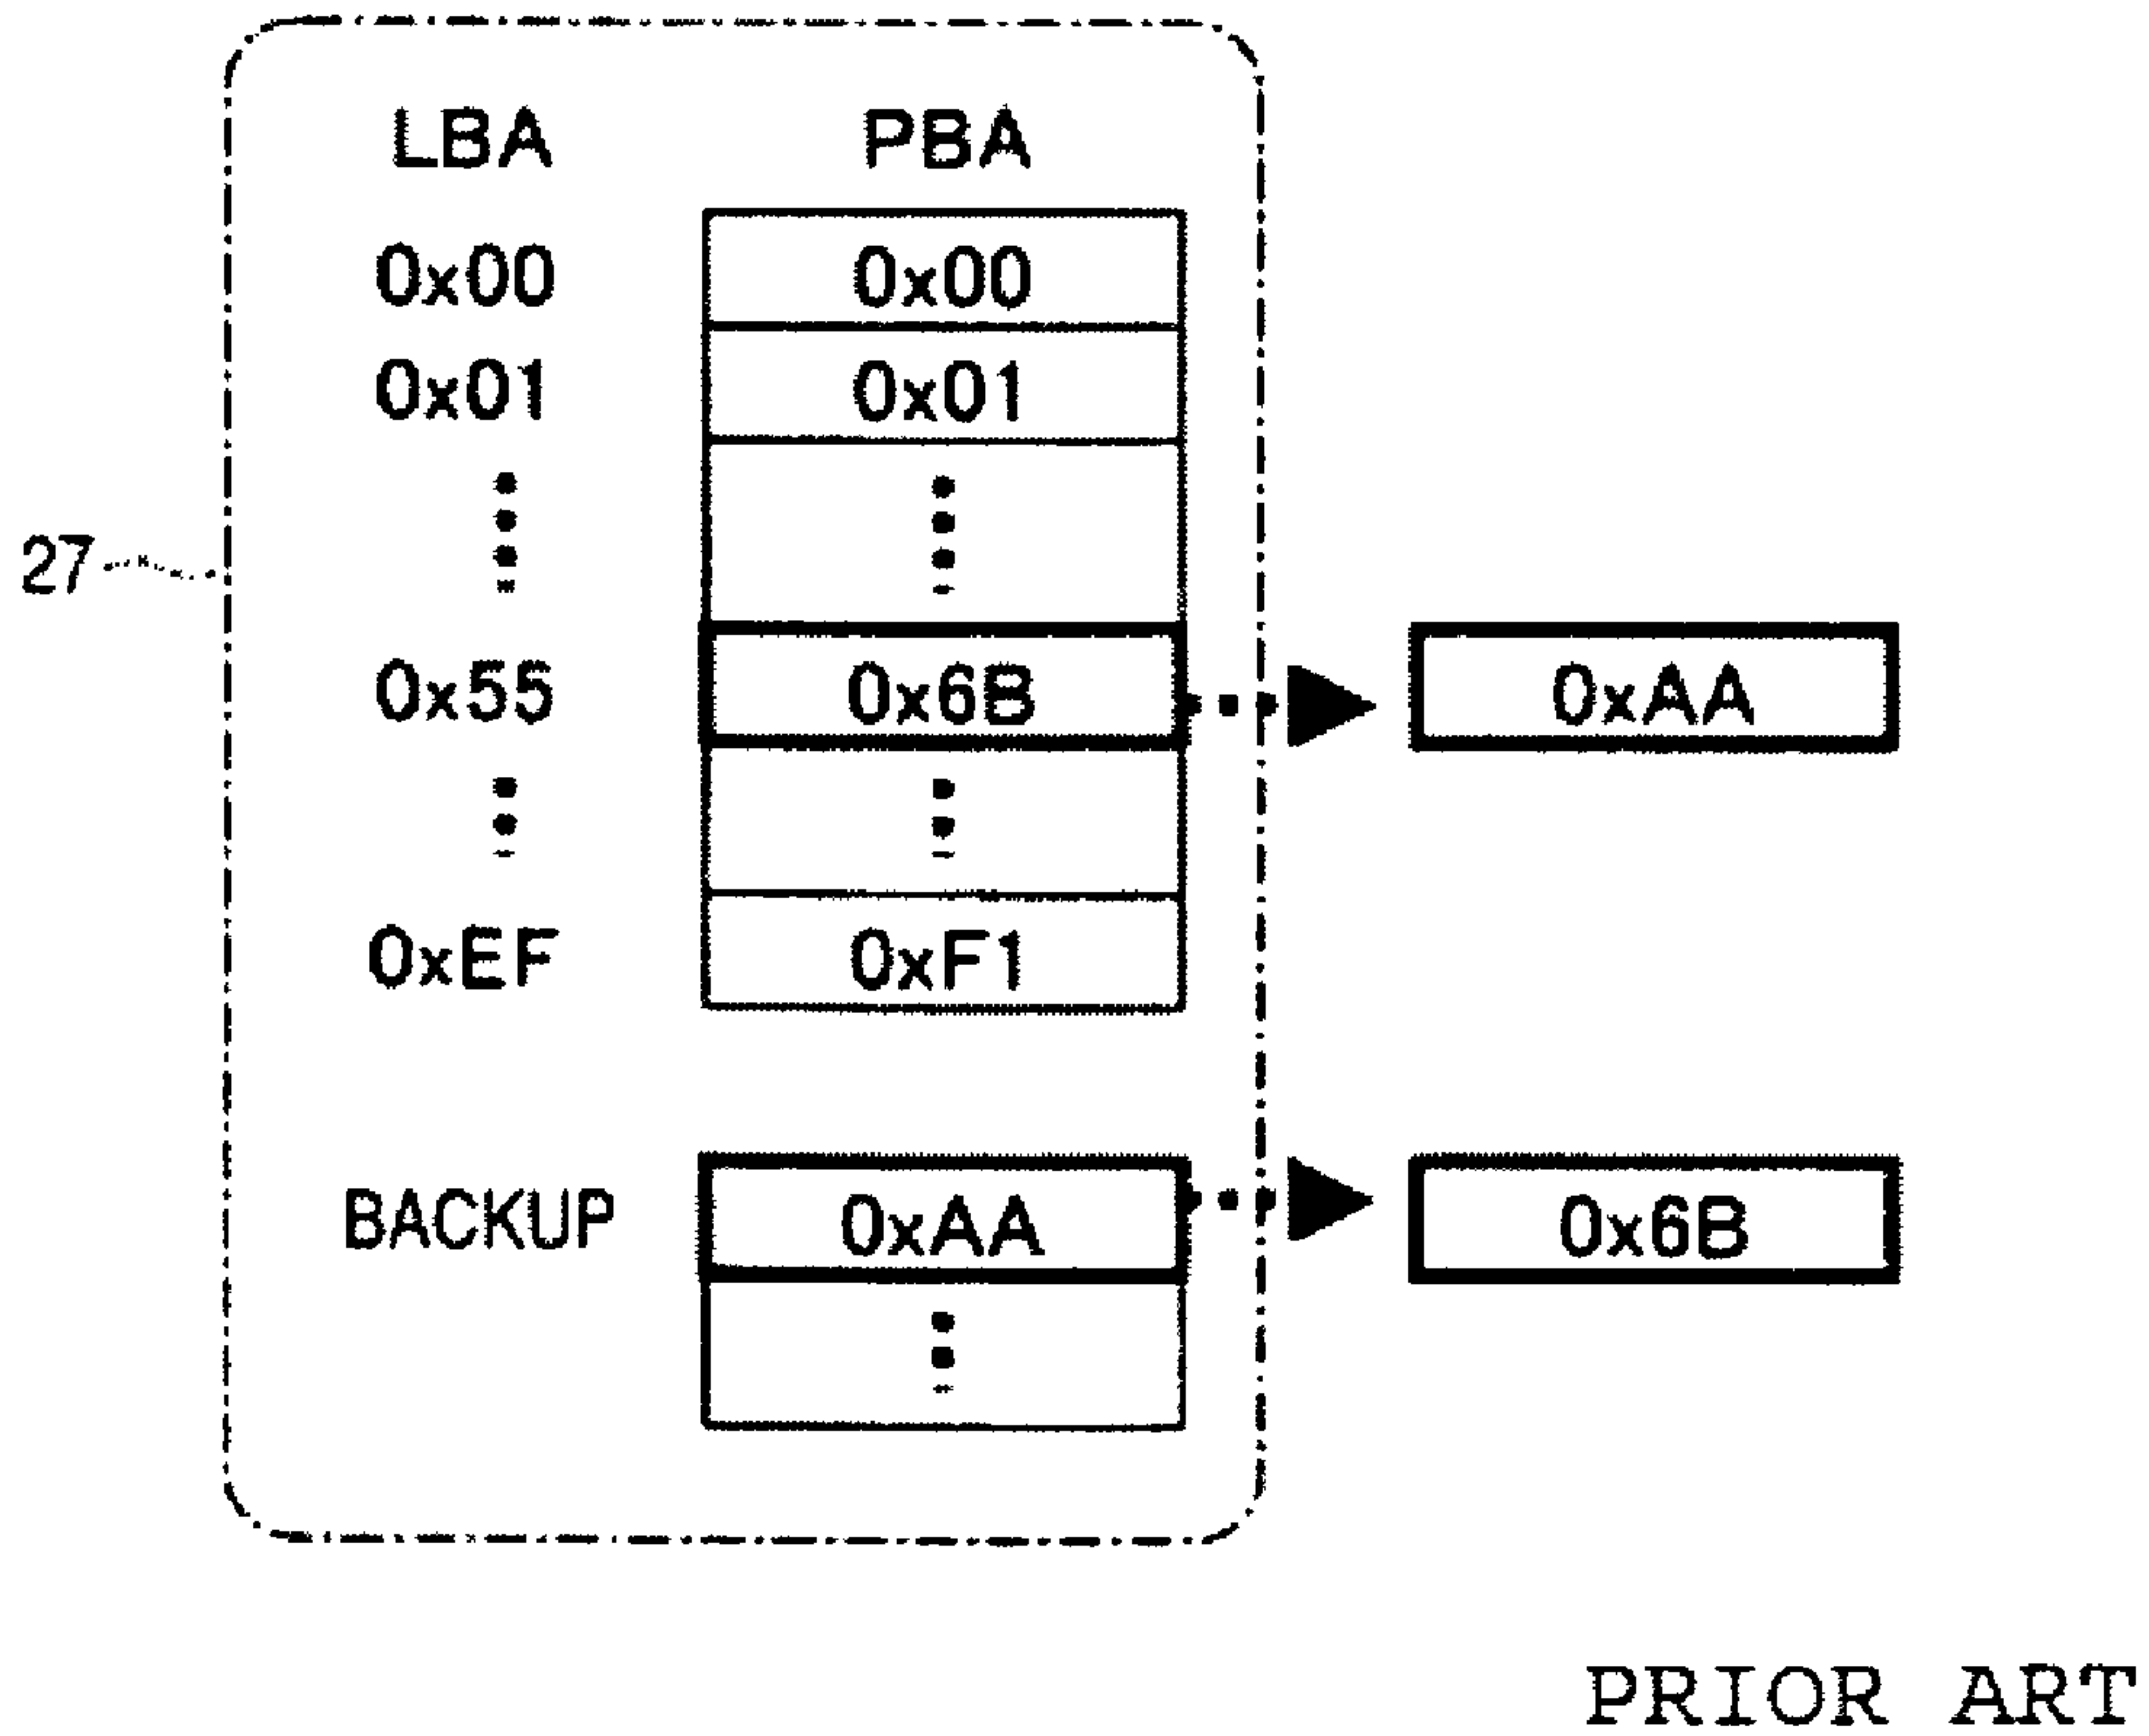 LBA PBA
0x00 0x00
0x01 0x01
27
0x55 0x6B 0xAA
0xEF 0xF1
BACKUP 0xAA 0x6B
PRIOR ART